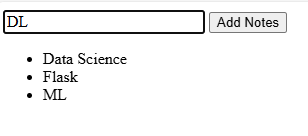 DL Add Notes
Data Science
Flask
ML